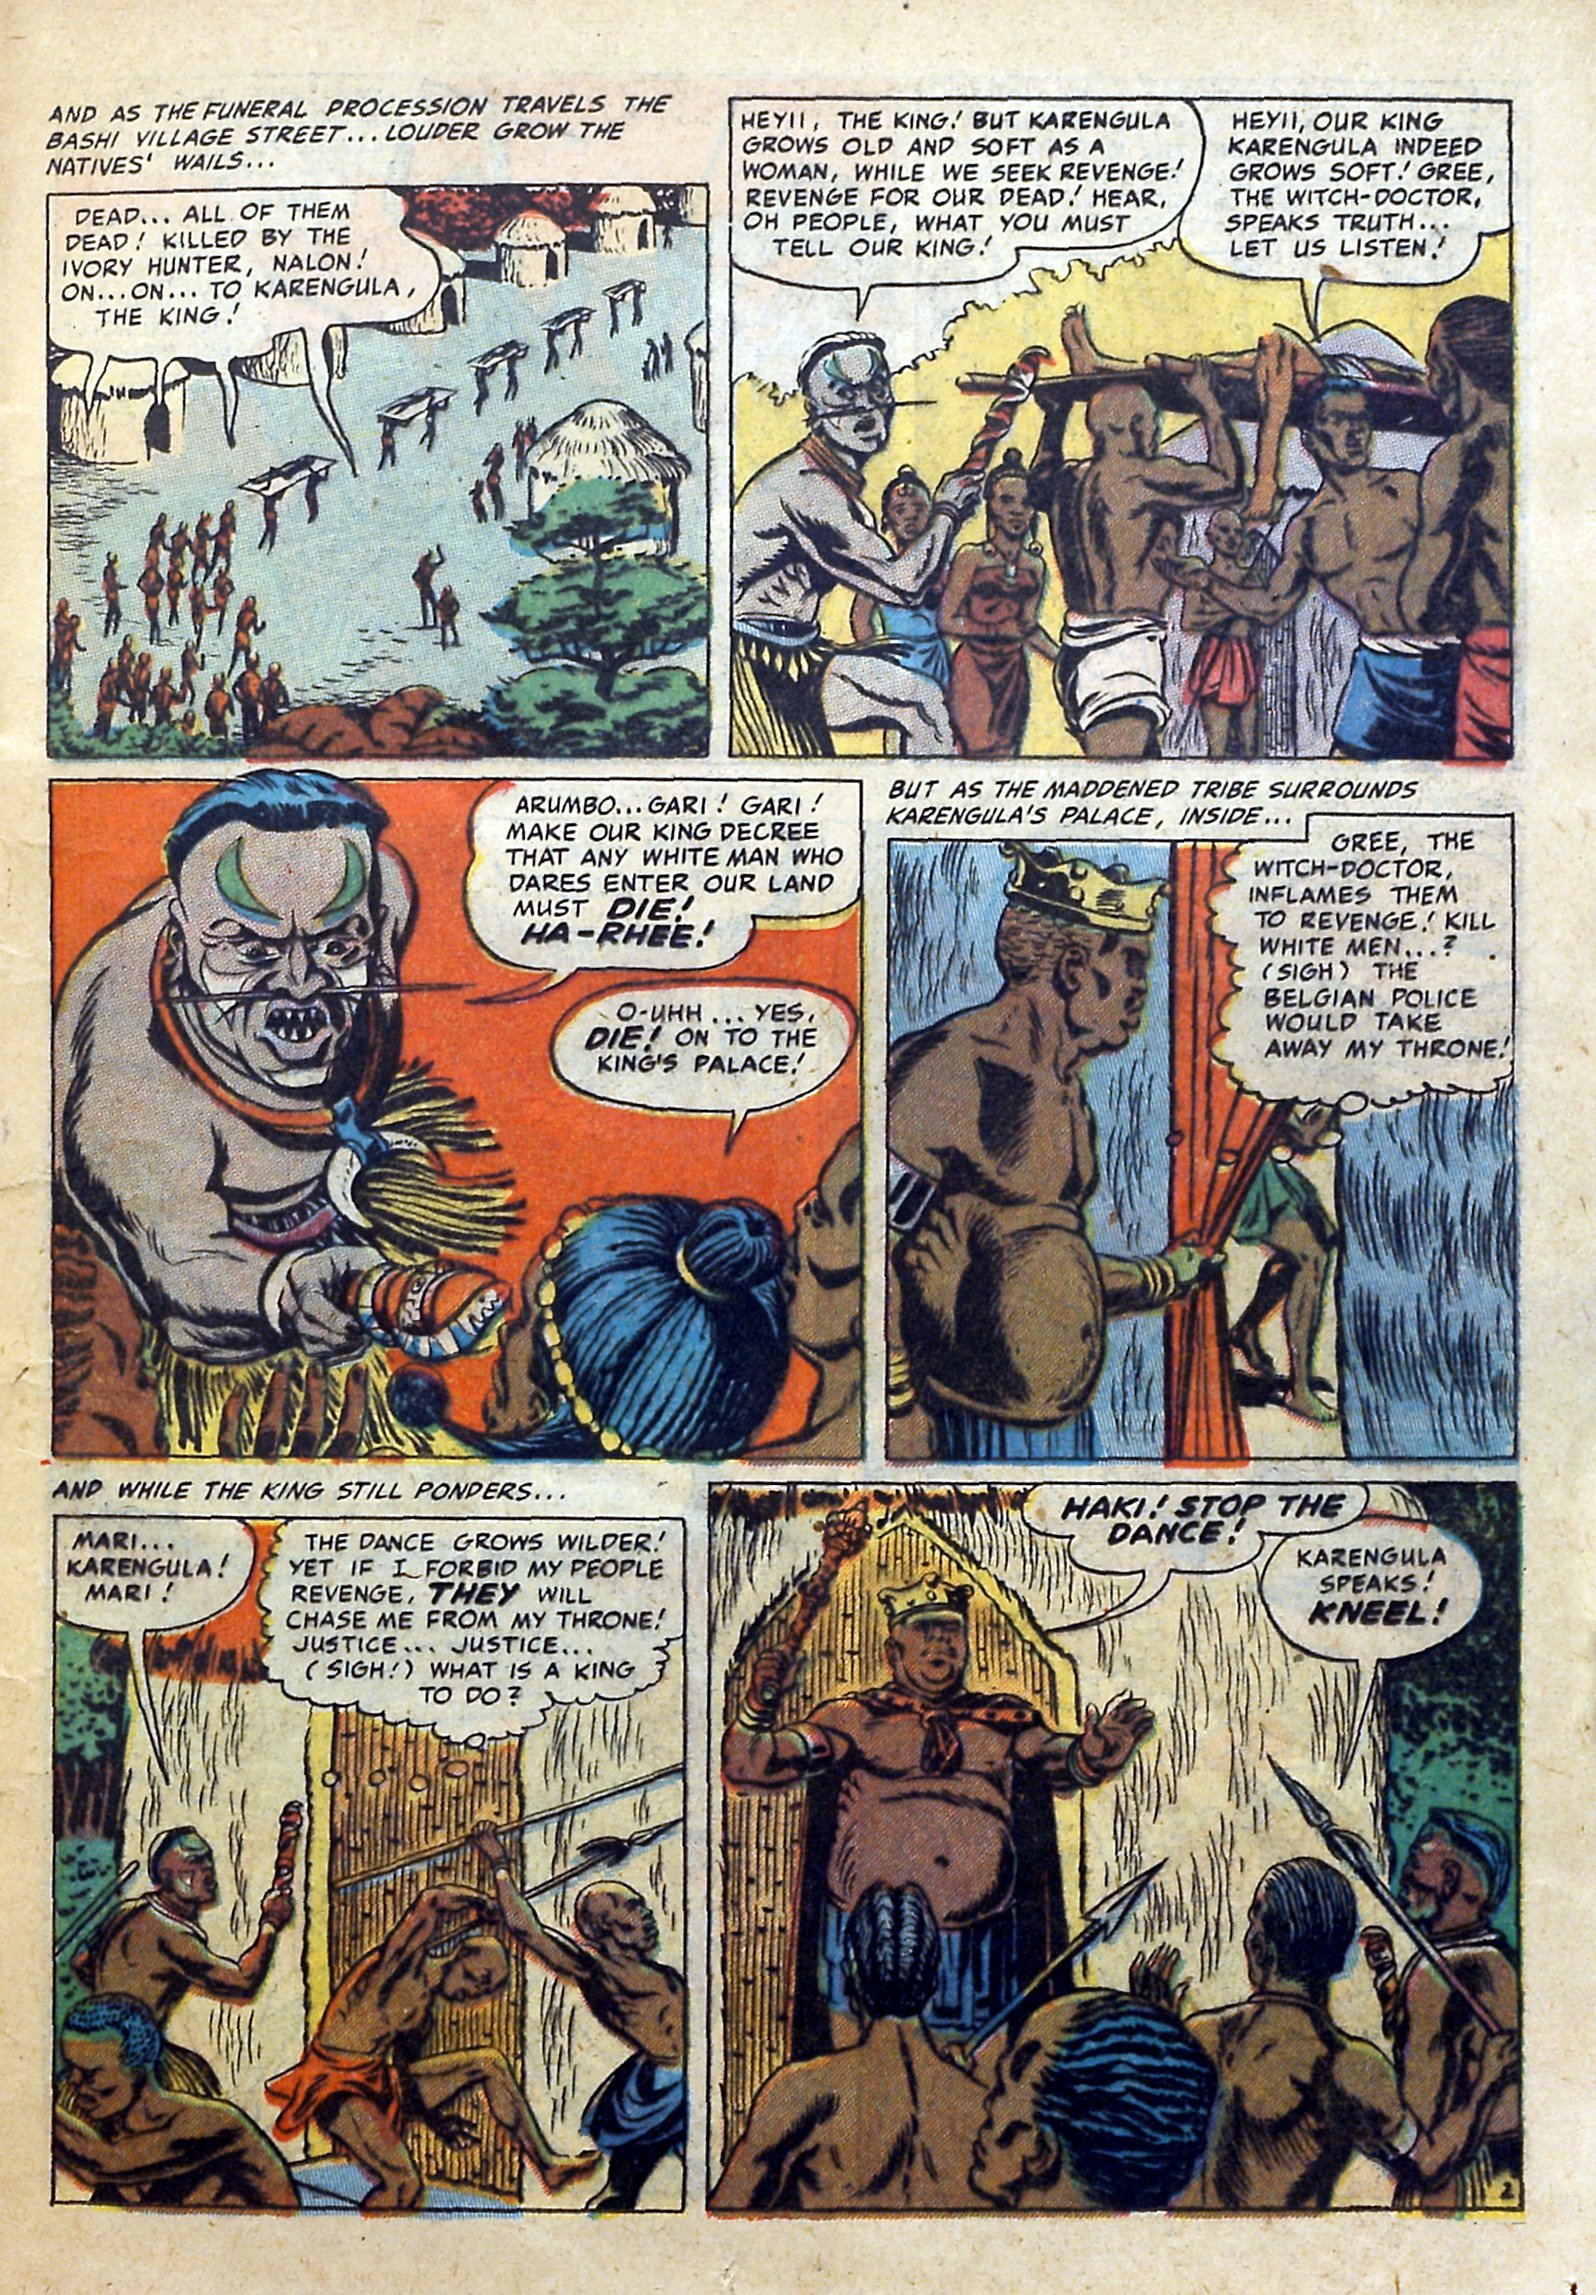 AND AS THE FUNERAL PROCESSION TRAVELS THE
BASHI VILLAGE STREET... LOUDER GROW THE
NATIVES' WAILS...
DEAD... ALL OF THEM
DEAD! KILLED BY THE
IVORY HUNTER, NALON!
ON...ON... TO KARENGULA,
THE KING!
HEYII, THE KING! BUT KARENGULA
GROWS OLD AND SOFT AS A
WOMAN, WHILE WE SEEK REVENGE!
REVENGE FOR OUR DEAD! HEAR,
OH PEOPLE, WHAT YOU MUST
TELL OUR KING!
HEYII, OUR KING
KARENGULA INDEED
GROWS SOFT! GREE,
THE WITCH-DOCTOR,
SPEAKS TRUTH...
LET US LISTEN!
ARUMBO... GARI! GARI!
MAKE OUR KING DECREE
THAT ANY WHITE MAN WHO
DARES ENTER OUR LAND
MUST DIE!
HA-RHEE!
O-UHH... YES,
DIE! ON TO THE
KING'S PALACE!
BUT AS THE MADDENED TRIBE SURROUNDS
KARENGULA'S PALACE, INSIDE...
GREE, THE
WITCH-DOCTOR,
INFLAMES THEM
TO REVENGE! KILL
WHITE MEN...?
(SIGH) THE
BELGIAN POLICE
WOULD TAKE
AWAY MY THRONE!
AND WHILE THE KING STILL PONDERS...
MARI...
KARENGULA!
MARI!
THE DANCE GROWS WILDER!
YET IF I FORBID MY PEOPLE
REVENGE, THEY WILL
CHASE ME FROM MY THRONE!
JUSTICE... JUSTICE...
(SIGH!) WHAT IS A KING
TO DO?
HAKI! STOP THE
DANCE!
KARENGULA
SPEAKS!
KNEEL!
2